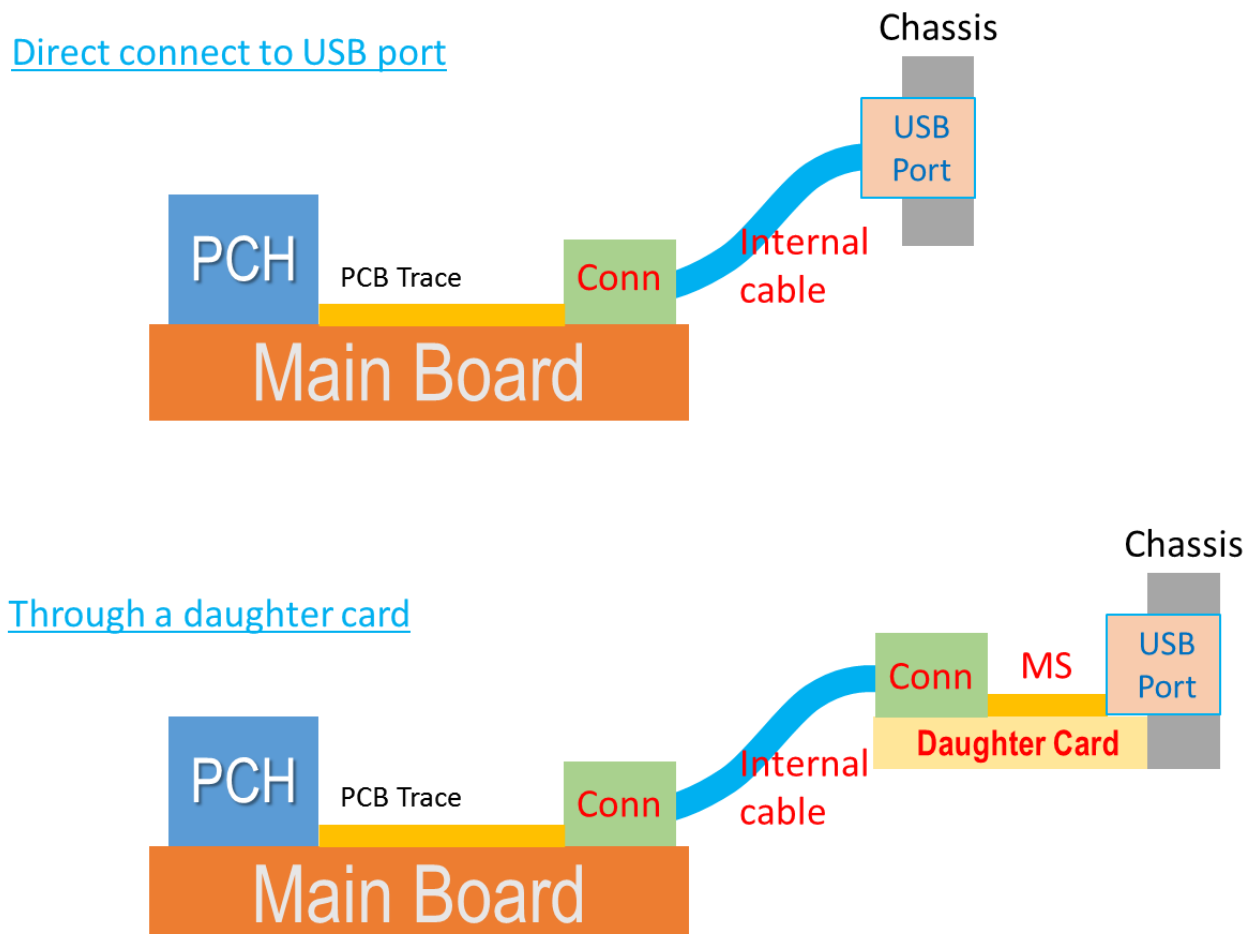 Direct connect to USB port
Chassis
USB
Port
PCH
PCB Trace
Conn
Internal
cable
Main Board
Through a daughter card
Chassis
USB
Port
Conn
MS
Daughter Card
PCH
PCB Trace
Conn
Internal
cable
Main Board